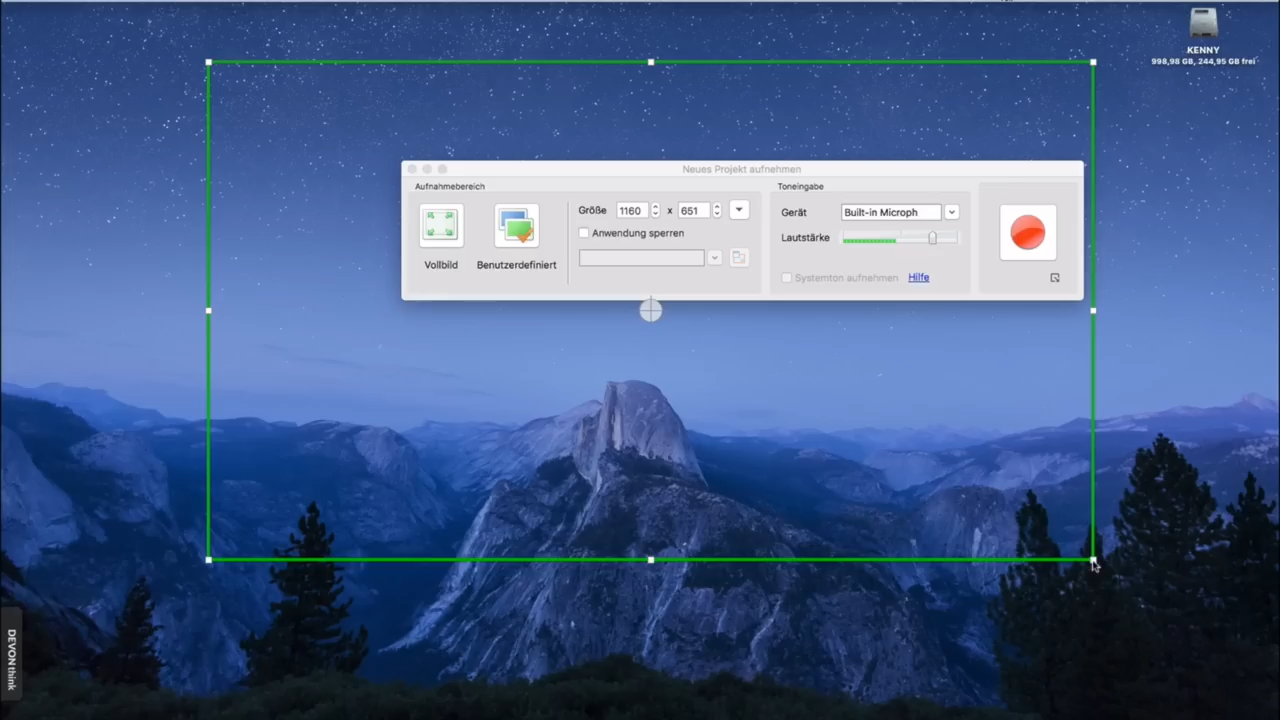 KENNY
998,98 GB, 244,95 GB frei
Neues Projekt aufnehmen
Aufnahmebereich
Größe 1160 x 651
Anwendung sperren
Vollbild
Benutzerdefiniert
Toneingabe
Gerät Built-in Microph
Lautstärke
Systemton aufnehmen Hilfe
DEVONthink